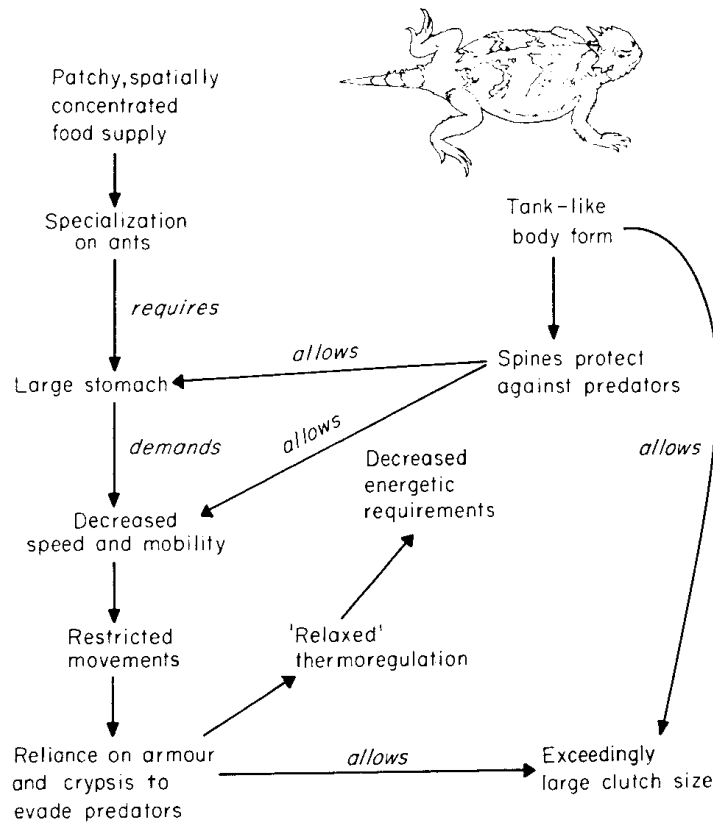 Patchy, spatially
concentrated
food supply
Specialization
on ants
requires
Large stomach
demands
Decreased
speed and mobility
Restricted
movements
Reliance on armour
and crypsis to
evade predators
Tank-like
body form
Spines protect
against predators
allows
allows
allows
Decreased
energetic
requirements
'Relaxed'
thermoregulation
allows
Exceedingly
large clutch size